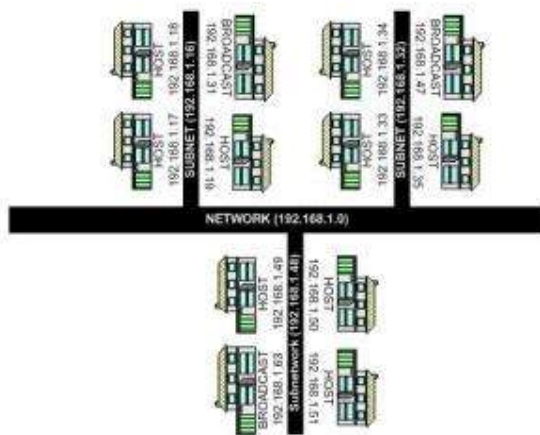 HOST
192.168.1.18
SUBNET (192.168.1.16)
BROADCAST
192.168.1.31
HOST
192.168.1.17
HOST
192.168.1.19
HOST
192.168.1.34
SUBNET (192.168.1.32)
BROADCAST
192.168.1.47
HOST
192.168.1.33
HOST
192.168.1.35
NETWORK (192.168.1.0)
HOST
192.168.1.49
Subnetwork (192.168.1.48)
HOST
192.168.1.50
BROADCAST
192.168.1.63
HOST
192.168.1.51